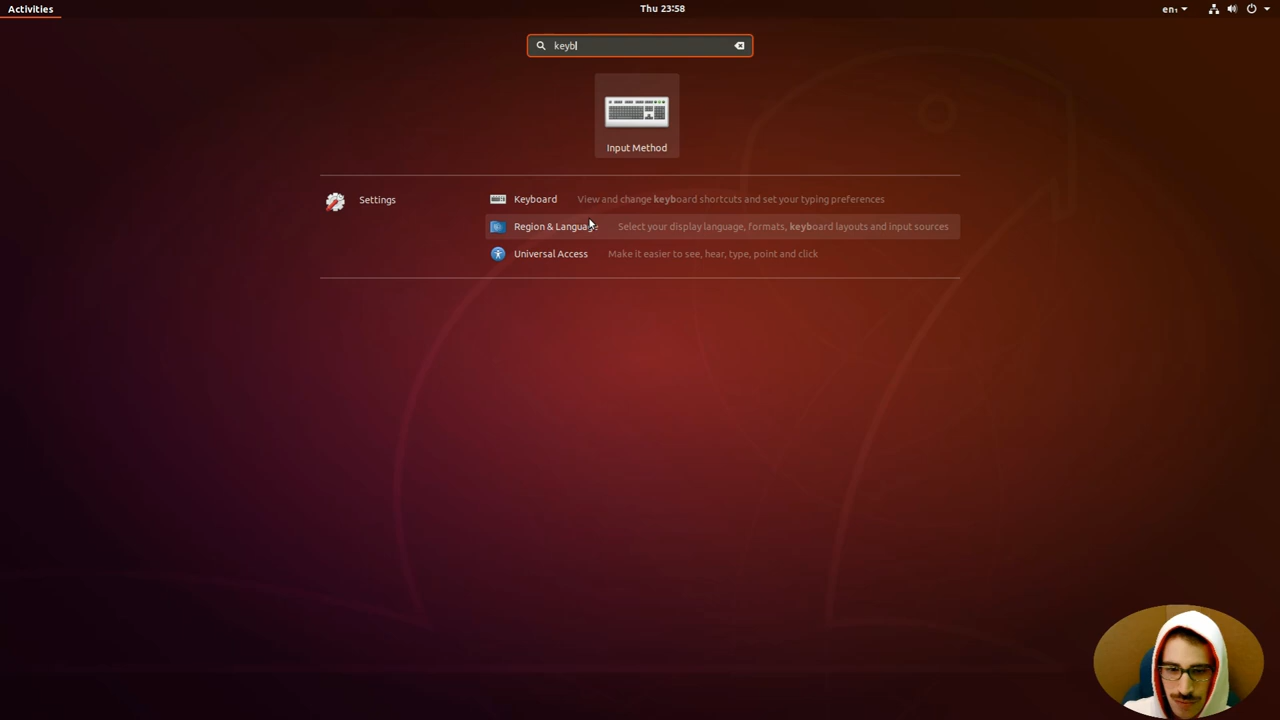 Activities
Thu 23:58
en₁
keyb
Input Method
Settings
Keyboard View and change keyboard shortcuts and set your typing preferences
Region & Language Select your display language, formats, keyboard layouts and input sources
Universal Access Make it easier to see, hear, type, point and click